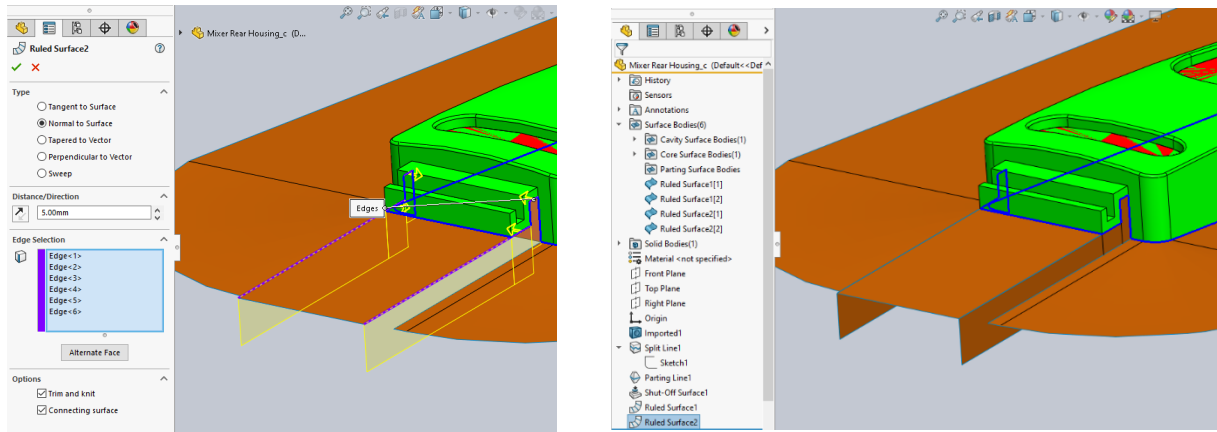 Mixer Rear Housing_c (D...
Ruled Surface2
Type
Tangent to Surface
Normal to Surface
Tapered to Vector
Perpendicular to Vector
Sweep
Distance/Direction
5.00mm
Edge Selection
Edge<1>
Edge<2>
Edge<3>
Edge<4>
Edge<5>
Edge<6>
Alternate Face
Options
Trim and knit
Connecting surface
Edges
Mixer Rear Housing_c (Default<<Def
History
Sensors
Annotations
Surface Bodies(6)
Cavity Surface Bodies(1)
Core Surface Bodies(1)
Parting Surface Bodies
Ruled Surface1[1]
Ruled Surface1[2]
Ruled Surface2[1]
Ruled Surface2[2]
Solid Bodies(1)
Material <not specified>
Front Plane
Top Plane
Right Plane
Origin
Imported1
Split Line1
Sketch1
Parting Line1
Shut-Off Surface1
Ruled Surface1
Ruled Surface2